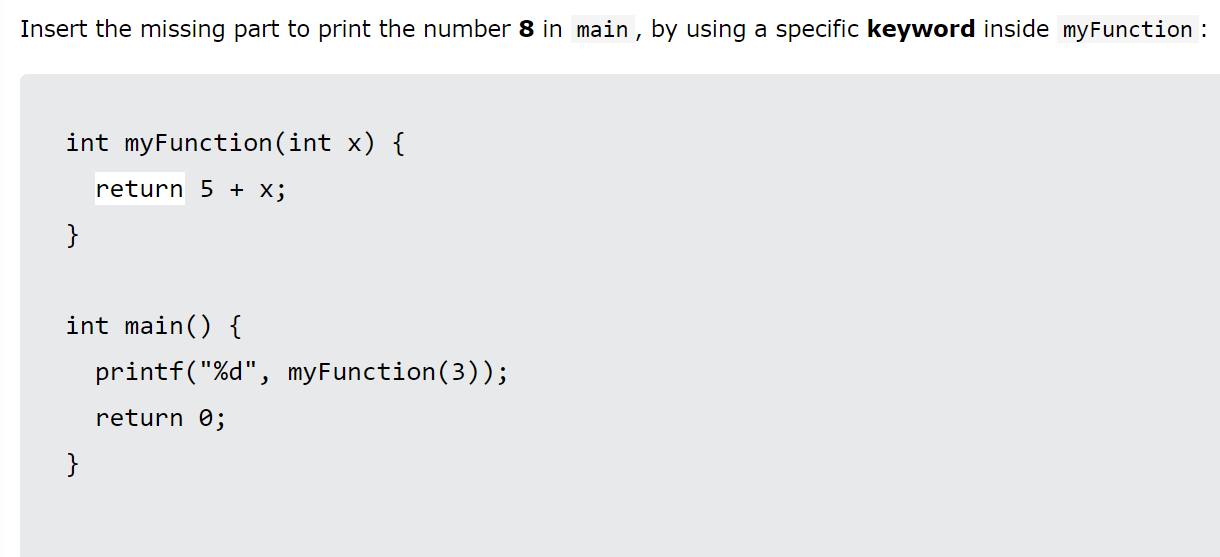 Insert the missing part to print the number 8 in main, by using a specific keyword inside myFunction:
int myFunction(int x) {
  return 5 + x;
}
int main() {
  printf("%d", myFunction(3));
  return 0;
}